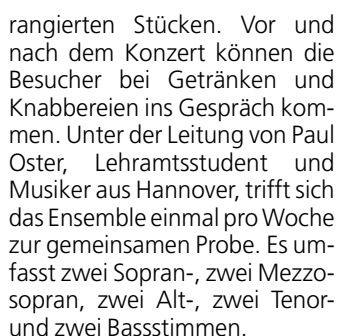 rangierten Stücken. Vor und
nach dem Konzert können die
Besucher bei Getränken und
Knabbereien ins Gespräch kom-
men. Unter der Leitung von Paul
Oster, Lehramtsstudent und
Musiker aus Hannover, trifft sich
das Ensemble einmal pro Woche
zur gemeinsamen Probe. Es um-
fasst zwei Sopran-, zwei Mezzo-
sopran, zwei Alt-, zwei Tenor-
und zwei Bassstimmen.